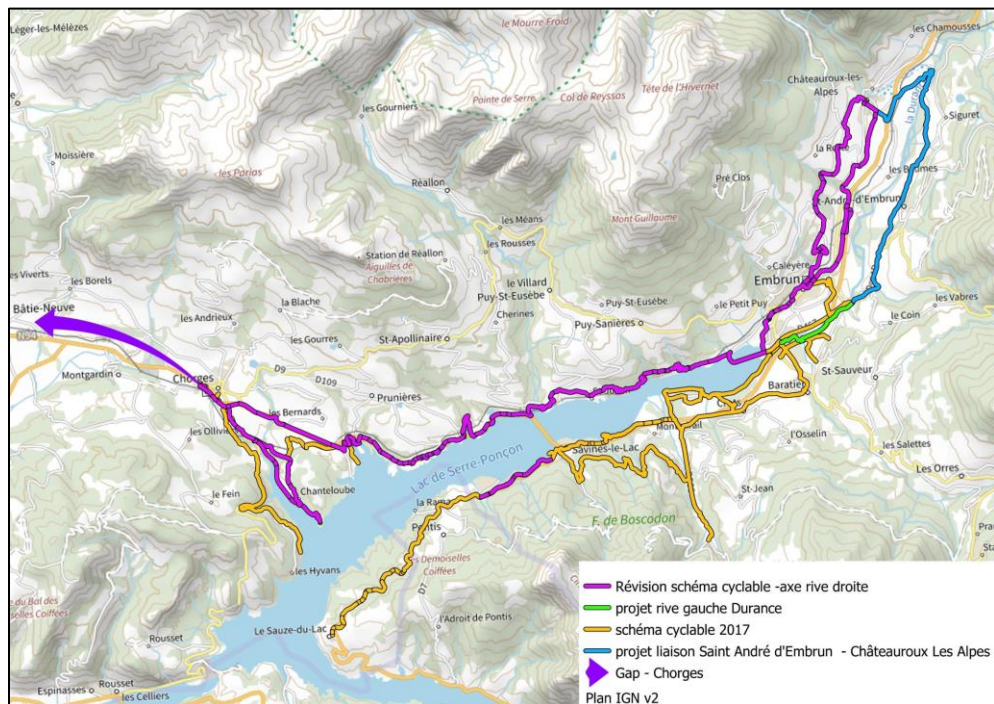 Léger-les-Mélèzes
le Mourre Froid
les Chamousses
Pointe de Serre
Col de Reyssas
Tête de l'Hivernet
Châteauroux-les-
Alpes
la Durance
les Gourniers
Siguret
Moissière
les Parias
Réallon
Pré Clos
St-André-d'Embrun
les Méans
Mont Guillaume
les Rousses
Station de Réallon
Aiguilles de
Chabrières
Caléyère
Embrun
les Borels
la Blache
le Villard
Puy-St-Eusèbe
Puy-St-Eusèbe
le Petit Puy
les Vabres
Bâtie-Neuve
les Andrieux
Cherines
Puy-Sanières
le Coin
N94
les Gourres
St-Apollinaire
D9
D109
Montgardin
Chorges
Prunières
St-Sauveur
Baratier
les Bernards
l'Osselin
Savines-le-Lac
les Salettes
Lac de Serre-Ponçon
Les Orres
Chanteloube
le Fein
St-Jean
F. de Boscodon
Pontis
les Hyvans
Demoiselles
Coiffées
D7
Rousset
Le Sauze-du-Lac
l'Adroit de Pontis
Espinasses
Rousset
les Celliers
Révision schéma cyclable -axe rive droite
projet rive gauche Durance
schéma cyclable 2017
projet liaison Saint André d'Embrun - Châteauroux Les Alpes
Gap - Chorges
Plan IGN v2